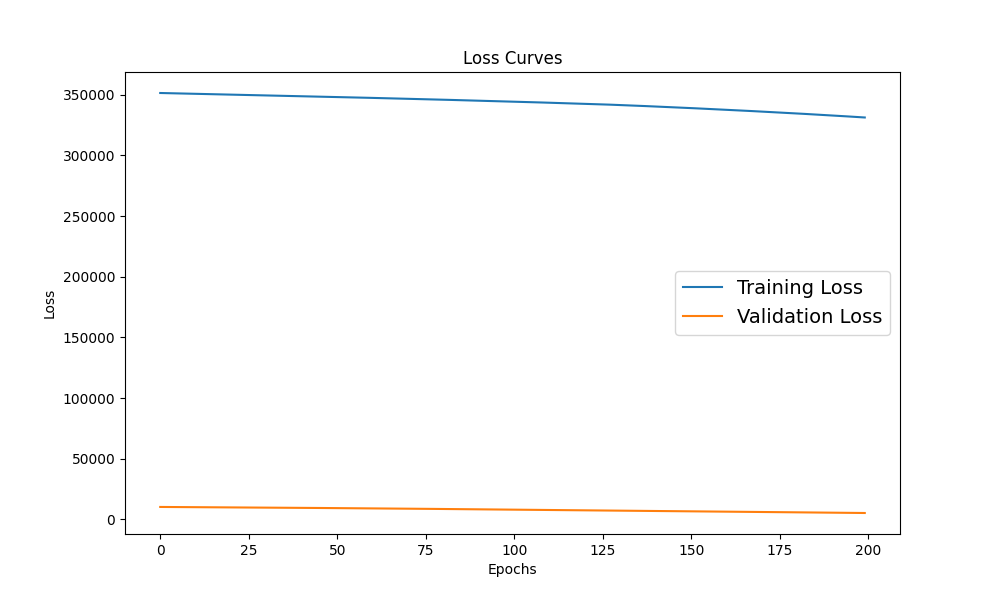 Loss Curves
350000
300000
250000
200000
150000
100000
50000
0
Loss
Training Loss
Validation Loss
0 25 50 75 100 125 150 175 200
Epochs